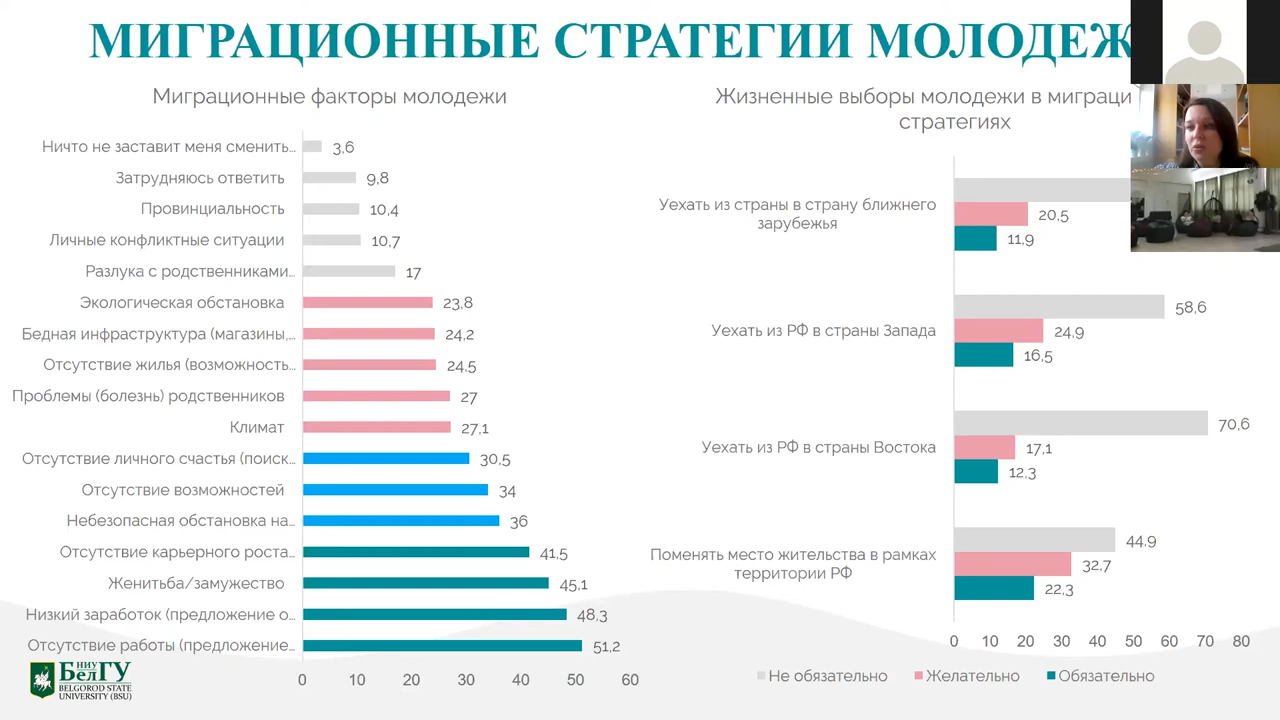 МИГРАЦИОННЫЕ СТРАТЕГИИ МОЛОДЕЖ
Миграционные факторы молодежи
Ничто не заставит меня сменить… 3,6
Затрудняюсь ответить 9,8
Провинциальность 10,4
Личные конфликтные ситуации 10,7
Разлука с родственниками… 17
Экологическая обстановка 23,8
Бедная инфраструктура (магазины,… 24,2
Отсутствие жилья (возможность… 24,5
Проблемы (болезнь) родственников 27
Климат 27,1
Отсутствие личного счастья (поиск… 30,5
Отсутствие возможностей 34
Небезопасная обстановка на… 36
Отсутствие карьерного роста… 41,5
Женитьба/замужество 45,1
Низкий заработок (предложение о… 48,3
Отсутствие работы (предложение… 51,2
0 10 20 30 40 50 60
Жизненные выборы молодежи в миграци
стратегиях
Уехать из страны в страну ближнего
зарубежья
20,5
11,9
Уехать из РФ в страны Запада
58,6
24,9
16,5
Уехать из РФ в страны Востока
70,6
17,1
12,3
Поменять место жительства в рамках
территории РФ
44,9
32,7
22,3
0 10 20 30 40 50 60 70 80
Не обязательно Желательно Обязательно
НИУ
БелГУ
BELGOROD STATE
UNIVERSITY (BSU)